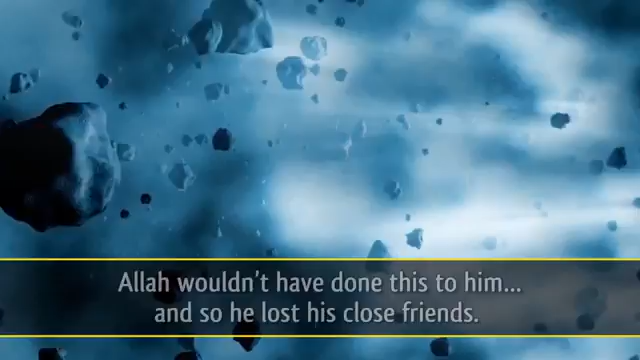 Allah wouldn't have done this to him...
and so he lost his close friends.